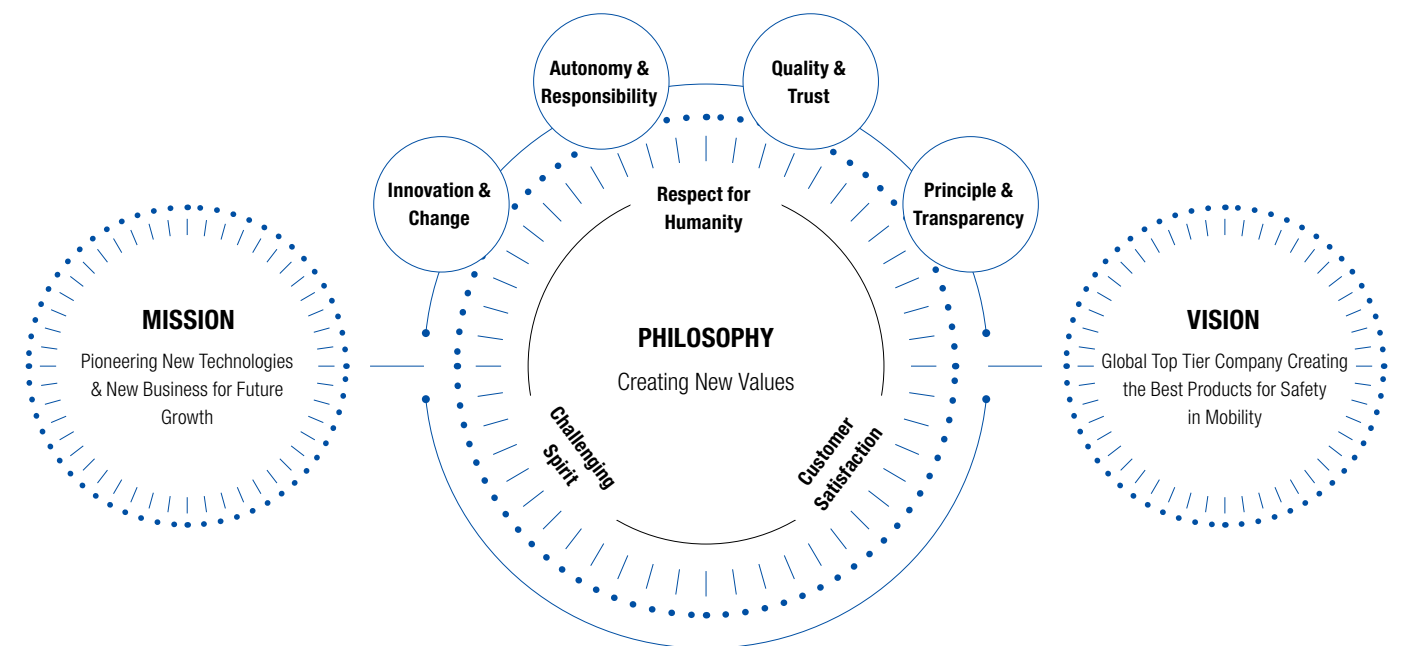 Autonomy &
Responsibility
Quality &
Trust
Innovation &
Change
Respect for
Humanity
Principle &
Transparency
MISSION
Pioneering New Technologies
& New Business for Future
Growth
PHILOSOPHY
Creating New Values
Challenging
Spirit
Customer
Satisfaction
VISION
Global Top Tier Company Creating
the Best Products for Safety
in Mobility